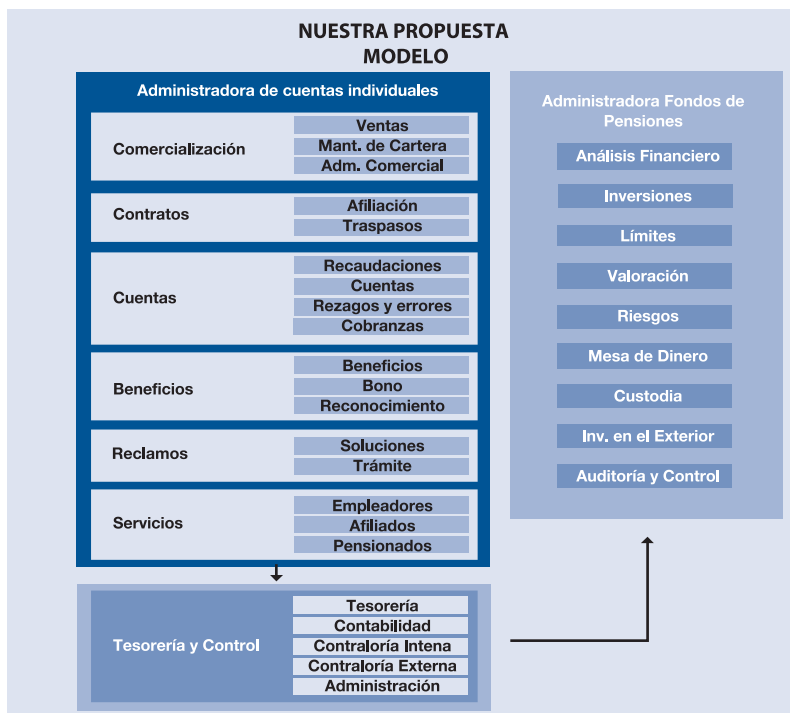 NUESTRA PROPUESTA
MODELO
Administradora de cuentas individuales
Comercialización
Ventas
Mant. de Cartera
Adm. Comercial
Contratos
Afiliación
Traspasos
Cuentas
Recaudaciones
Cuentas
Rezagos y errores
Cobranzas
Beneficios
Beneficios
Bono
Reconocimiento
Reclamos
Soluciones
Trámite
Servicios
Empleadores
Afiliados
Pensionados
Tesorería y Control
Tesorería
Contabilidad
Contraloría Intena
Contraloría Externa
Administración
Administradora Fondos de
Pensiones
Análisis Financiero
Inversiones
Límites
Valoración
Riesgos
Mesa de Dinero
Custodia
Inv. en el Exterior
Auditoría y Control